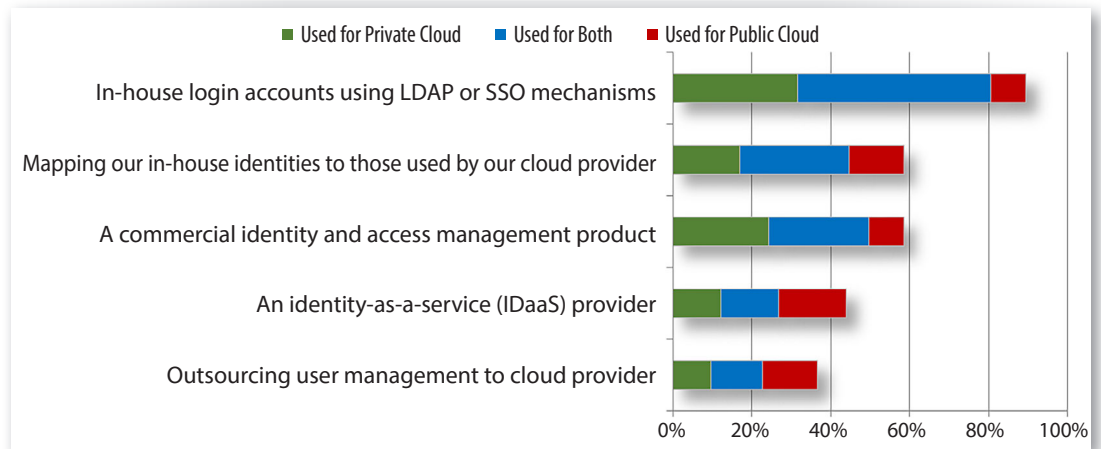 Used for Private Cloud Used for Both Used for Public Cloud
In-house login accounts using LDAP or SSO mechanisms
Mapping our in-house identities to those used by our cloud provider
A commercial identity and access management product
An identity-as-a-service (IDaaS) provider
Outsourcing user management to cloud provider
0% 20% 40% 60% 80% 100%